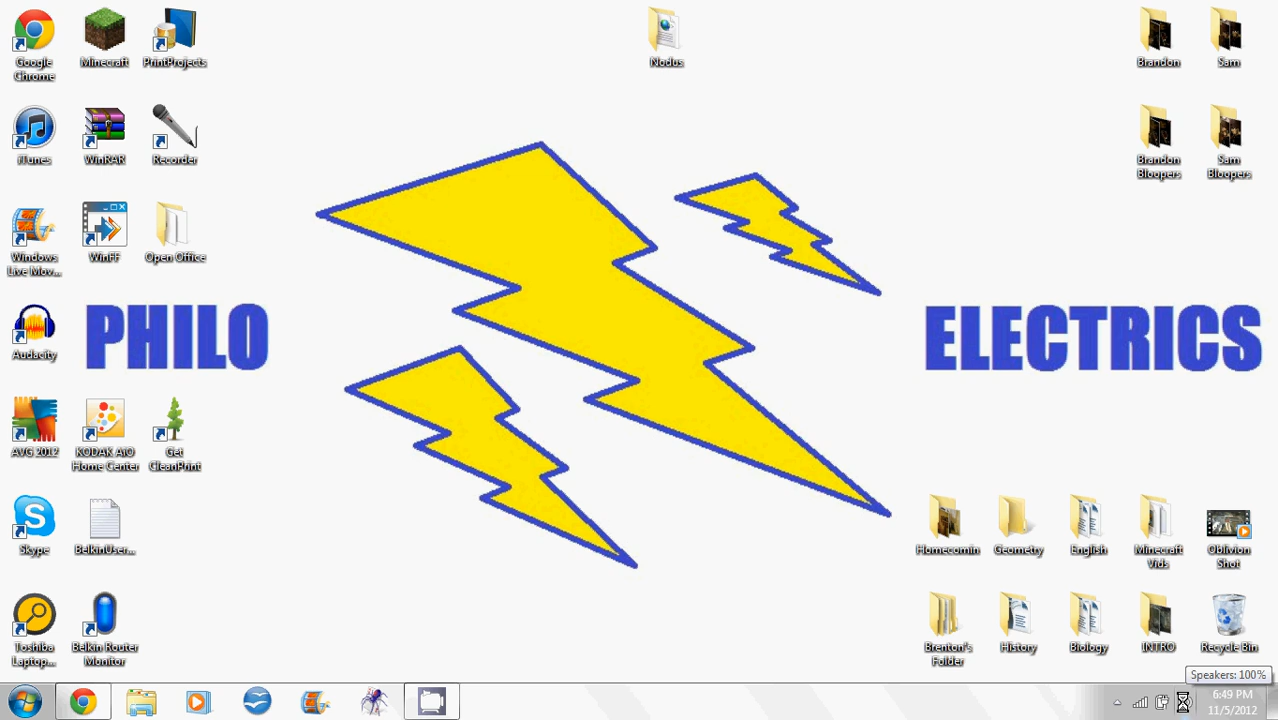 Google
Chrome
Minecraft
PrintProjects
Nodus
Brandon
Sam
iTunes
WinRAR
Recorder
Brandon
Bloopers
Sam
Bloopers
Windows
Live Mov...
WinFF
Open Office
PHILO
ELECTRICS
Audacity
AVG 2012
KODAK AiO
Home Center
Get
CleanPrint
Skype
BelkinUser...
Homecomin
Geometry
English
Minecraft
Vids
Oblivion
Shot
Toshiba
Laptop...
Belkin Router
Monitor
Brenton's
Folder
History
Biology
INTRO
Recycle Bin
Speakers: 100%
6:49 PM
11/5/2012